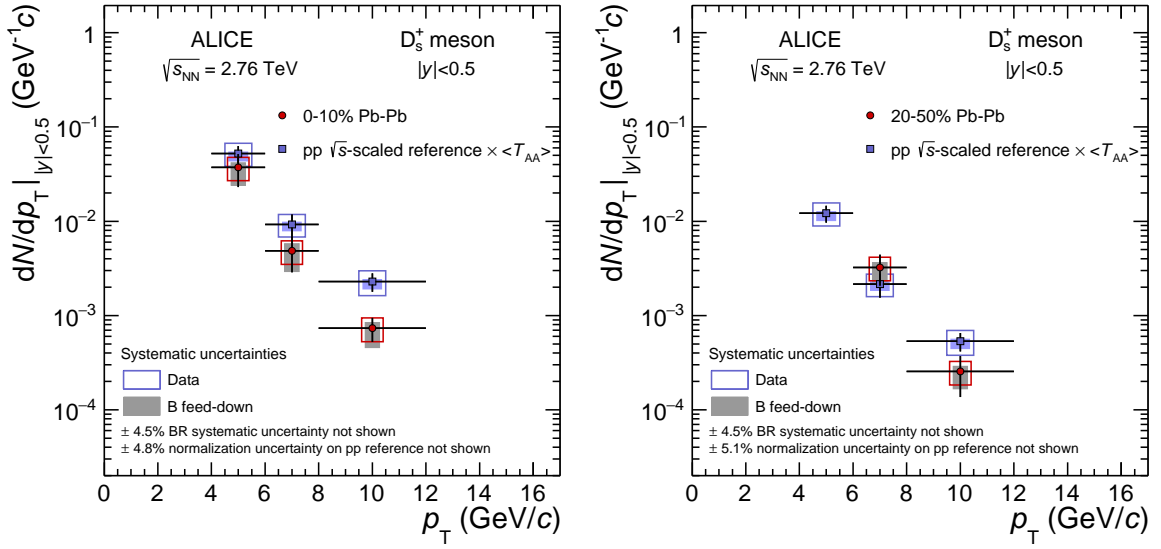 ALICE D_s^+ meson
√s_NN = 2.76 TeV |y|<0.5
0-10% Pb-Pb
pp √s-scaled reference × <T_AA>
dN/dp_T | |y|<0.5 (GeV⁻¹c)
1
10⁻¹
10⁻²
10⁻³
10⁻⁴
Systematic uncertainties
Data
B feed-down
± 4.5% BR systematic uncertainty not shown
± 4.8% normalization uncertainty on pp reference not shown
0 2 4 6 8 10 12 14 16
p_T (GeV/c)
ALICE D_s^+ meson
√s_NN = 2.76 TeV |y|<0.5
20-50% Pb-Pb
pp √s-scaled reference × <T_AA>
dN/dp_T | |y|<0.5 (GeV⁻¹c)
1
10⁻¹
10⁻²
10⁻³
10⁻⁴
Systematic uncertainties
Data
B feed-down
± 4.5% BR systematic uncertainty not shown
± 5.1% normalization uncertainty on pp reference not shown
0 2 4 6 8 10 12 14 16
p_T (GeV/c)